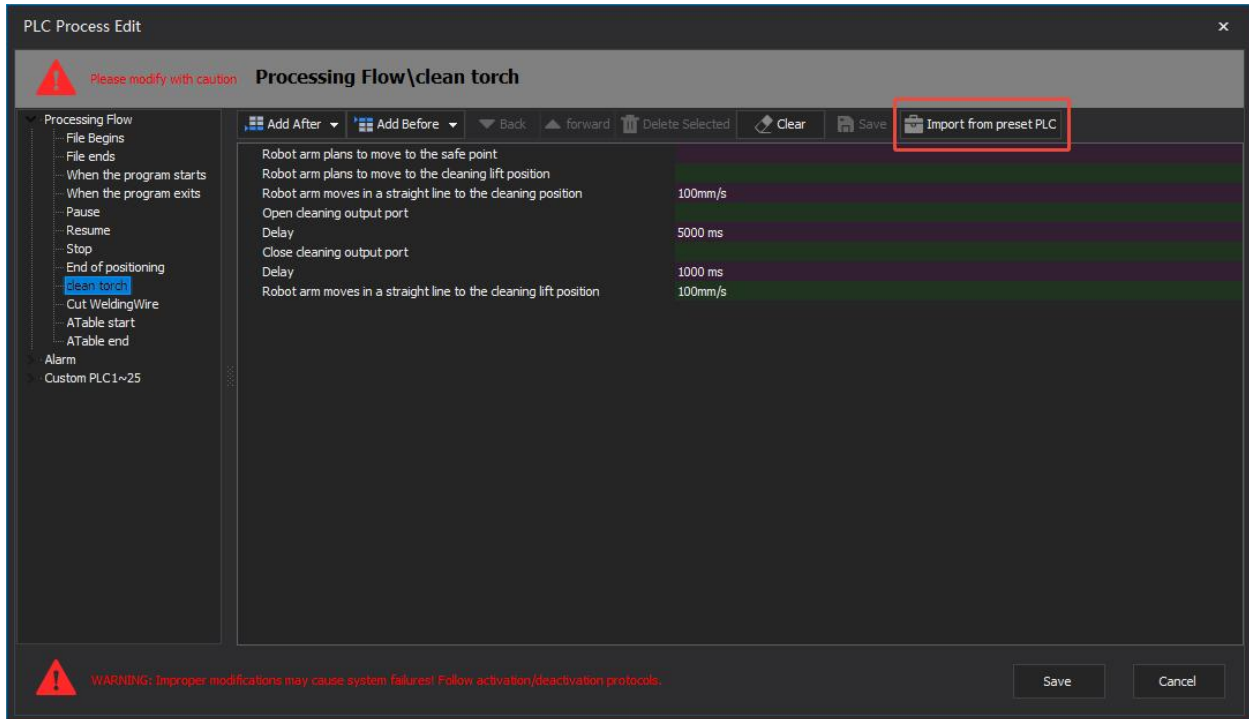 PLC Process Edit
Please modify with caution Processing Flow\clean torch
Processing Flow
File Begins
File ends
When the program starts
When the program exits
Pause
Resume
Stop
End of positioning
clean torch
Cut WeldingWire
ATable start
ATable end
Alarm
Custom PLC1~25
Add After Add Before Back forward Delete Selected Clear Save Import from preset PLC
Robot arm plans to move to the safe point
Robot arm plans to move to the cleaning lift position
Robot arm moves in a straight line to the cleaning position 100mm/s
Open cleaning output port
Delay 5000 ms
Close cleaning output port
Delay 1000 ms
Robot arm moves in a straight line to the cleaning lift position 100mm/s
WARNING: Improper modifications may cause system failures! Follow activation/deactivation protocols.
Save Cancel